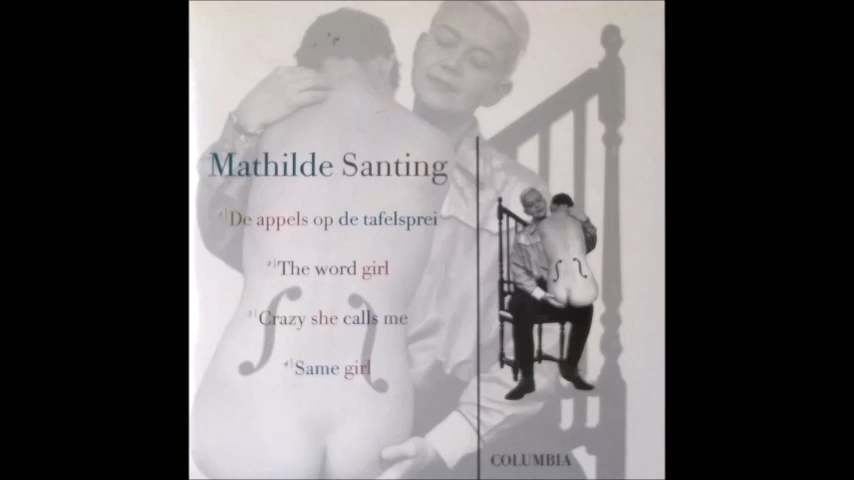 Mathilde Santing
1) De appels op de tafelsprei
2) The word girl
3) Crazy she calls me
4) Same girl
COLUMBIA